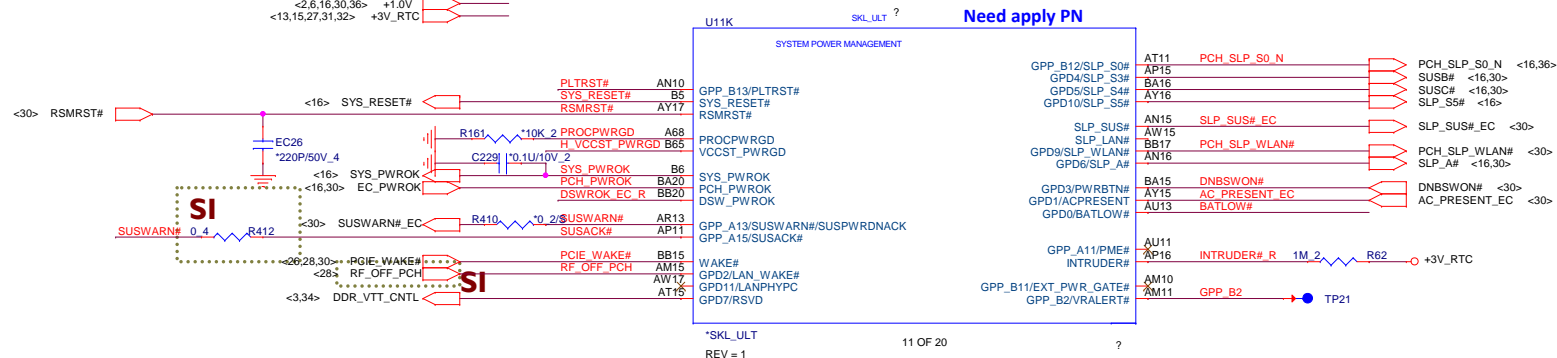 <2,6,16,30,36> +1.0V
<13,15,27,31,32> +3V_RTC
U11K
SKL_ULT ?
Need apply PN
SYSTEM POWER MANAGEMENT
<30> RSMRST#
<16> SYS_RESET#
PLTRST# AN10 GPP_B13/PLTRST#
SYS_RESET# B5 SYS_RESET#
RSMRST# AY17 RSMRST#
EC26
*220P/50V_4
R161 *10K_2 PROCPWRGD A68 PROCPWRGD
H_VCCST_PWRGD B65 VCCST_PWRGD
C229 *0.1U/10V_2
<16> SYS_PWROK SYS_PWROK B6 SYS_PWROK
<16,30> EC_PWROK PCH_PWROK BA20 PCH_PWROK
DSWROK_EC_R BB20 DSW_PWROK
SI
<30> SUSWARN#_EC R410 *0_2/S SUSWARN# AR13 GPP_A13/SUSWARN#/SUSPWRDNACK
SUSWARN# 0_4 R412 SUSACK# AP11 GPP_A15/SUSACK#
<26,28,30> PCIE_WAKE# PCIE_WAKE# BB15 WAKE#
<28> RF_OFF_PCH RF_OFF_PCH AM15 GPD2/LAN_WAKE#
SI
AW17 GPD11/LANPHYPC
<3,34> DDR_VTT_CNTL AT15 GPD7/RSVD
GPP_B12/SLP_S0# AT11 PCH_SLP_S0_N PCH_SLP_S0_N <16,36>
GPD4/SLP_S3# AP15 SUSB# <16,30>
GPD5/SLP_S4# BA16 SUSC# <16,30>
GPD10/SLP_S5# AY16 SLP_S5# <16>
SLP_SUS# AN15 SLP_SUS#_EC SLP_SUS#_EC <30>
SLP_LAN# AW15
GPD9/SLP_WLAN# BB17 PCH_SLP_WLAN# PCH_SLP_WLAN# <30>
GPD6/SLP_A# AN16 SLP_A# <16,30>
GPD3/PWRBTN# BA15 DNBSWON# DNBSWON# <30>
GPD1/ACPRESENT AY15 AC_PRESENT_EC AC_PRESENT_EC <30>
GPD0/BATLOW# AU13 BATLOW#
GPP_A11/PME# AU11
INTRUDER# AP16 INTRUDER#_R 1M_2 R62 +3V_RTC
GPP_B11/EXT_PWR_GATE# AM10
GPP_B2/VRALERT# AM11 GPP_B2 TP21
*SKL_ULT
REV = 1
11 OF 20
?